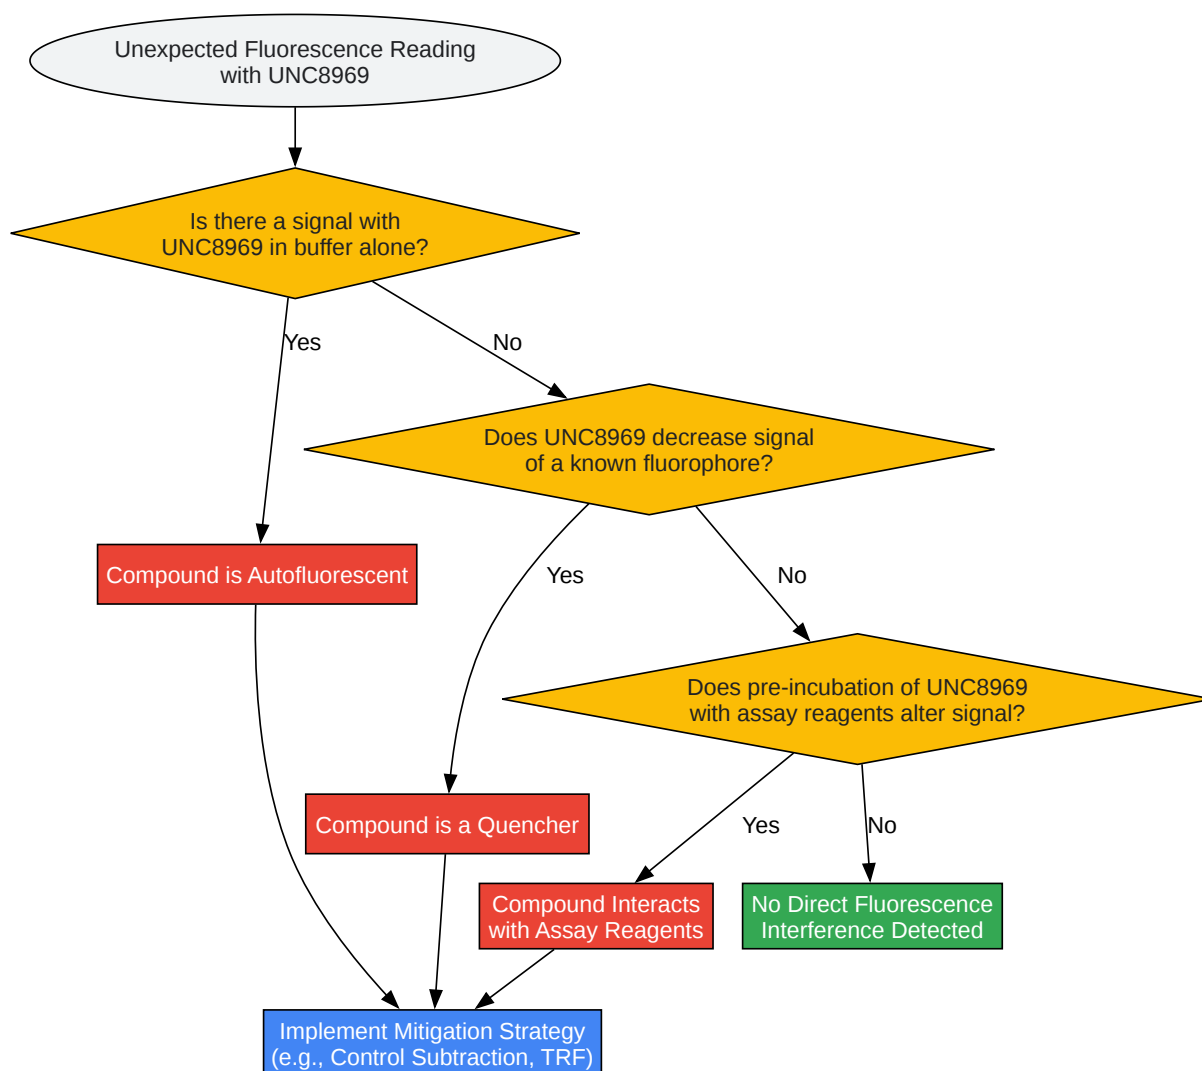 Unexpected Fluorescence Reading
with UNC8969
Is there a signal with
UNC8969 in buffer alone?
Yes
No
Does UNC8969 decrease signal
of a known fluorophore?
Compound is Autofluorescent
Yes
No
Does pre-incubation of UNC8969
with assay reagents alter signal?
Compound is a Quencher
Yes
No
Compound Interacts
with Assay Reagents
No Direct Fluorescence
Interference Detected
Implement Mitigation Strategy
(e.g., Control Subtraction, TRF)